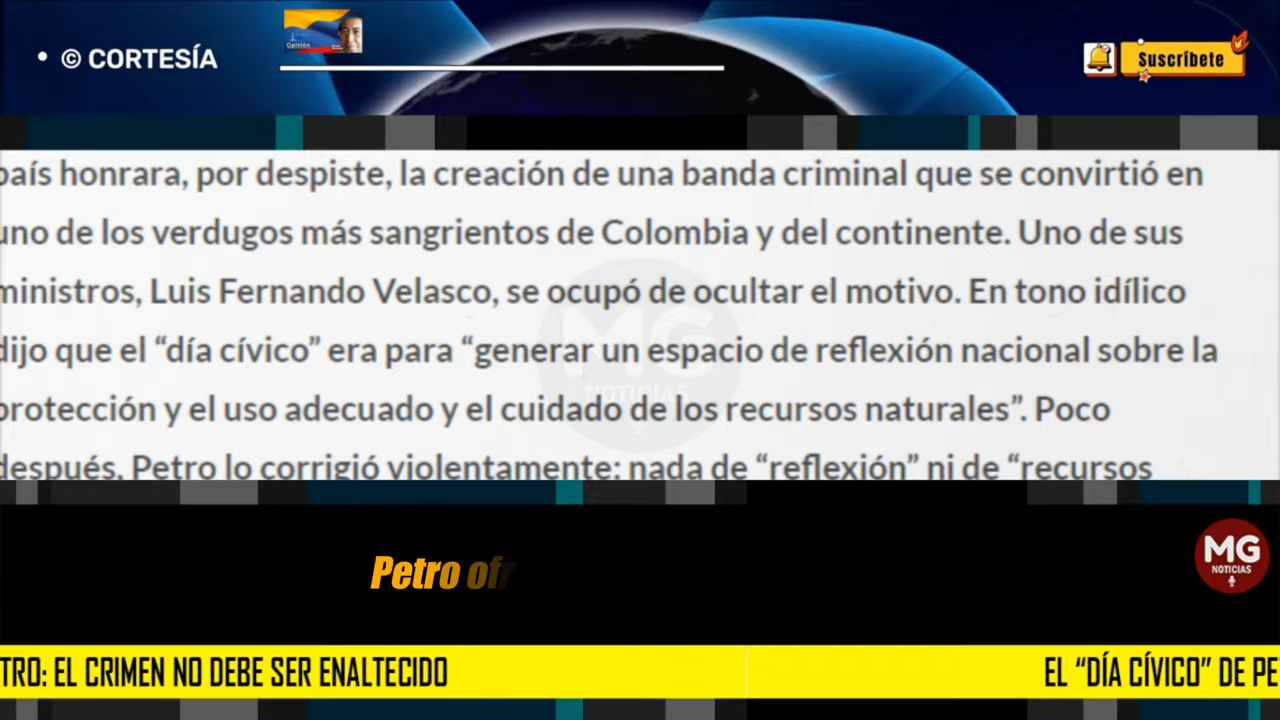 • © CORTESÍA
Opinión
Suscríbete
país honrara, por despiste, la creación de una banda criminal que se convirtió en
uno de los verdugos más sangrientos de Colombia y del continente. Uno de sus
ministros, Luis Fernando Velasco, se ocupó de ocultar el motivo. En tono idílico
dijo que el “día cívico” era para “generar un espacio de reflexión nacional sobre la
protección y el uso adecuado y el cuidado de los recursos naturales”. Poco
después, Petro lo corrigió violentamente: nada de “reflexión” ni de “recursos
MG
NOTICIAS
Petro ofr
MG
NOTICIAS
TRO: EL CRIMEN NO DEBE SER ENALTECIDO
EL “DÍA CÍVICO” DE PE